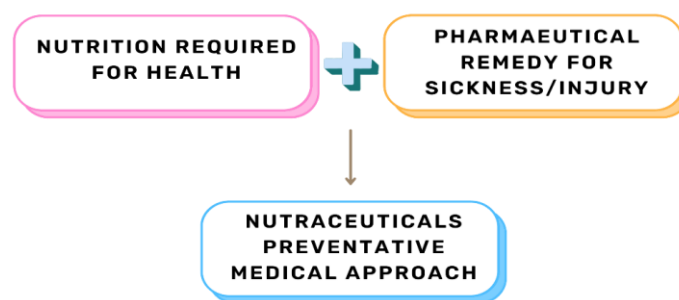 NUTRITION REQUIRED
FOR HEALTH
PHARMAEUTICAL
REMEDY FOR
SICKNESS/INJURY
NUTRACEUTICALS
PREVENTATIVE
MEDICAL APPROACH